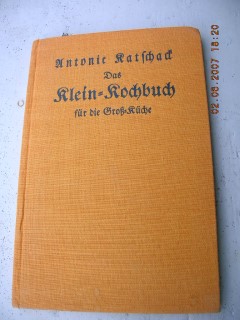 Antonie Katschack
Das
Klein-Kochbuch
für die Groß-Küche
02-08-2007 18:20